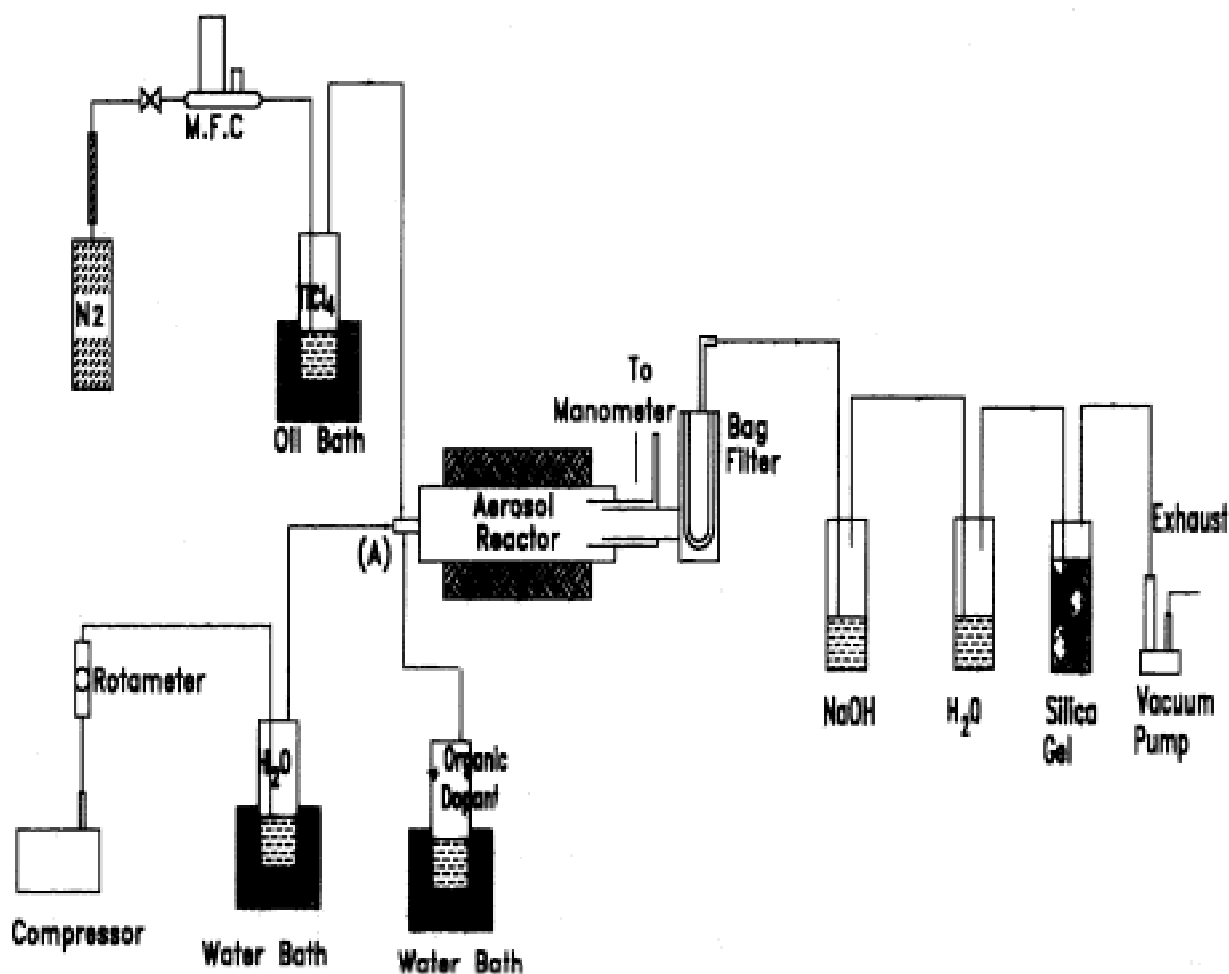 M.F.C
N2
TiCl4
Oil Bath
To
Manometer
Bag
Filter
Aerosol
Reactor
(A)
Exhaust
Rotameter
H2O
Organic
Dopant
NaOH
H2O
Silica
Gel
Vacuum
Pump
Compressor
Water Bath
Water Bath